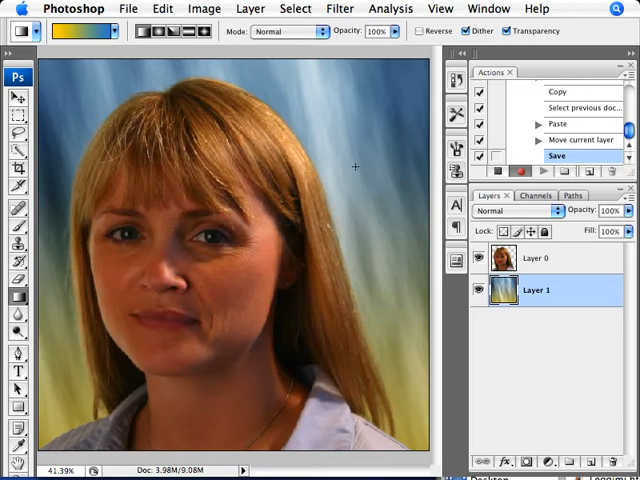 Photoshop File Edit Image Layer Select Filter Analysis View Window Help
Mode: Normal Opacity: 100% Reverse Dither Transparency
Ps
Actions ×
Copy
Select previous doc...
Paste
Move current layer
Save
Layers × Channels Paths
Normal Opacity: 100%
Lock: Fill: 100%
Layer 0
Layer 1
41.39% Doc: 3.98M/9.08M
Desktop